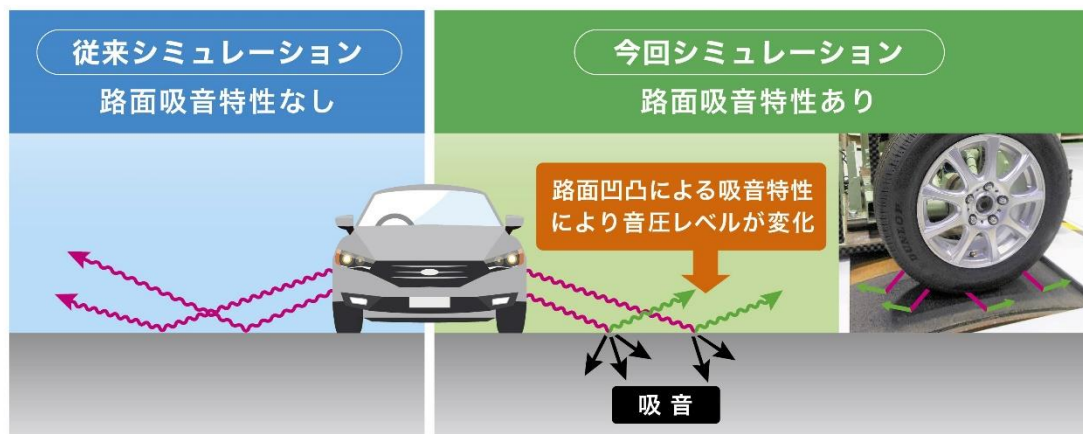 従来シミュレーション
路面吸音特性なし
今回シミュレーション
路面吸音特性あり
路面凹凸による吸音特性
により音圧レベルが変化
DUNLOP
吸音